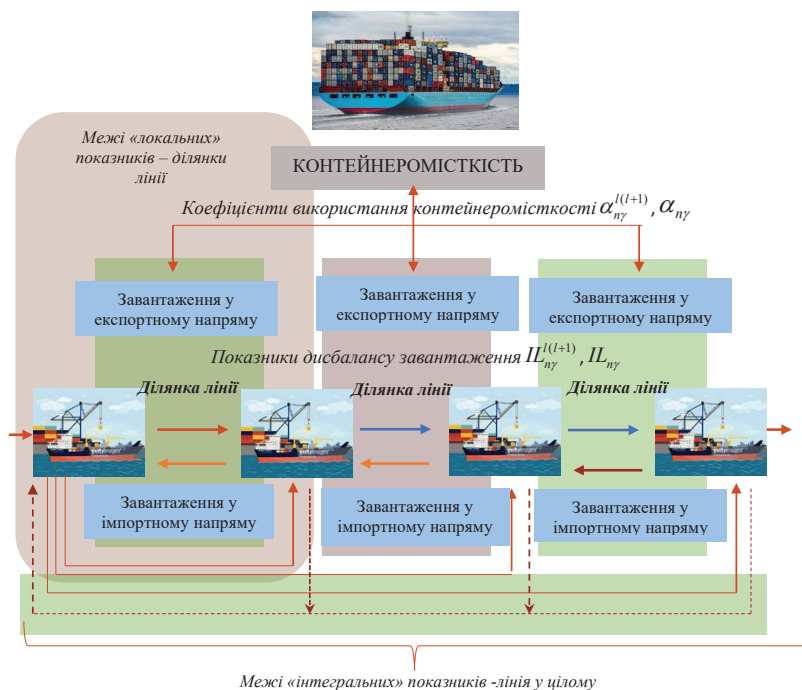 Межі «локальних»
показників – ділянки
лінії
КОНТЕЙНЕРОМІСТКІСТЬ
Коефіцієнти використання контейнеромісткості α_{nγ}^{l(l+1)}, α_{nγ}
Завантаження у
експортному напряму
Завантаження у
експортному напряму
Завантаження у
експортному напряму
Показники дисбалансу завантаження IL_{nγ}^{l(l+1)}, IL_{nγ}
Ділянка лінії
Ділянка лінії
Ділянка лінії
Завантаження у
імпортному напряму
Завантаження у
імпортному напряму
Завантаження у
імпортному напряму
Межі «інтегральних» показників -лінія у цілому